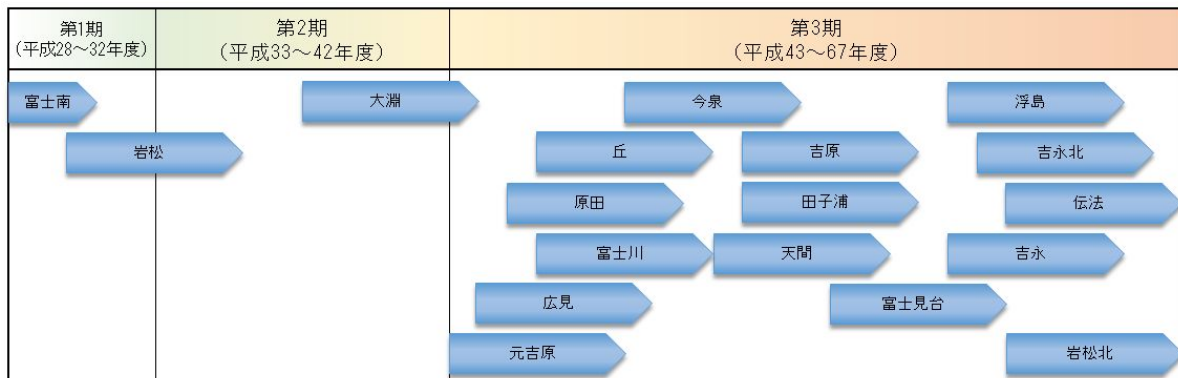 第1期
(平成28～32年度)
第2期
(平成33～42年度)
第3期
(平成43～67年度)
富士南
大淵
今泉
浮島
岩松
丘
吉原
吉永北
原田
田子浦
伝法
富士川
天間
吉永
広見
富士見台
元吉原
岩松北